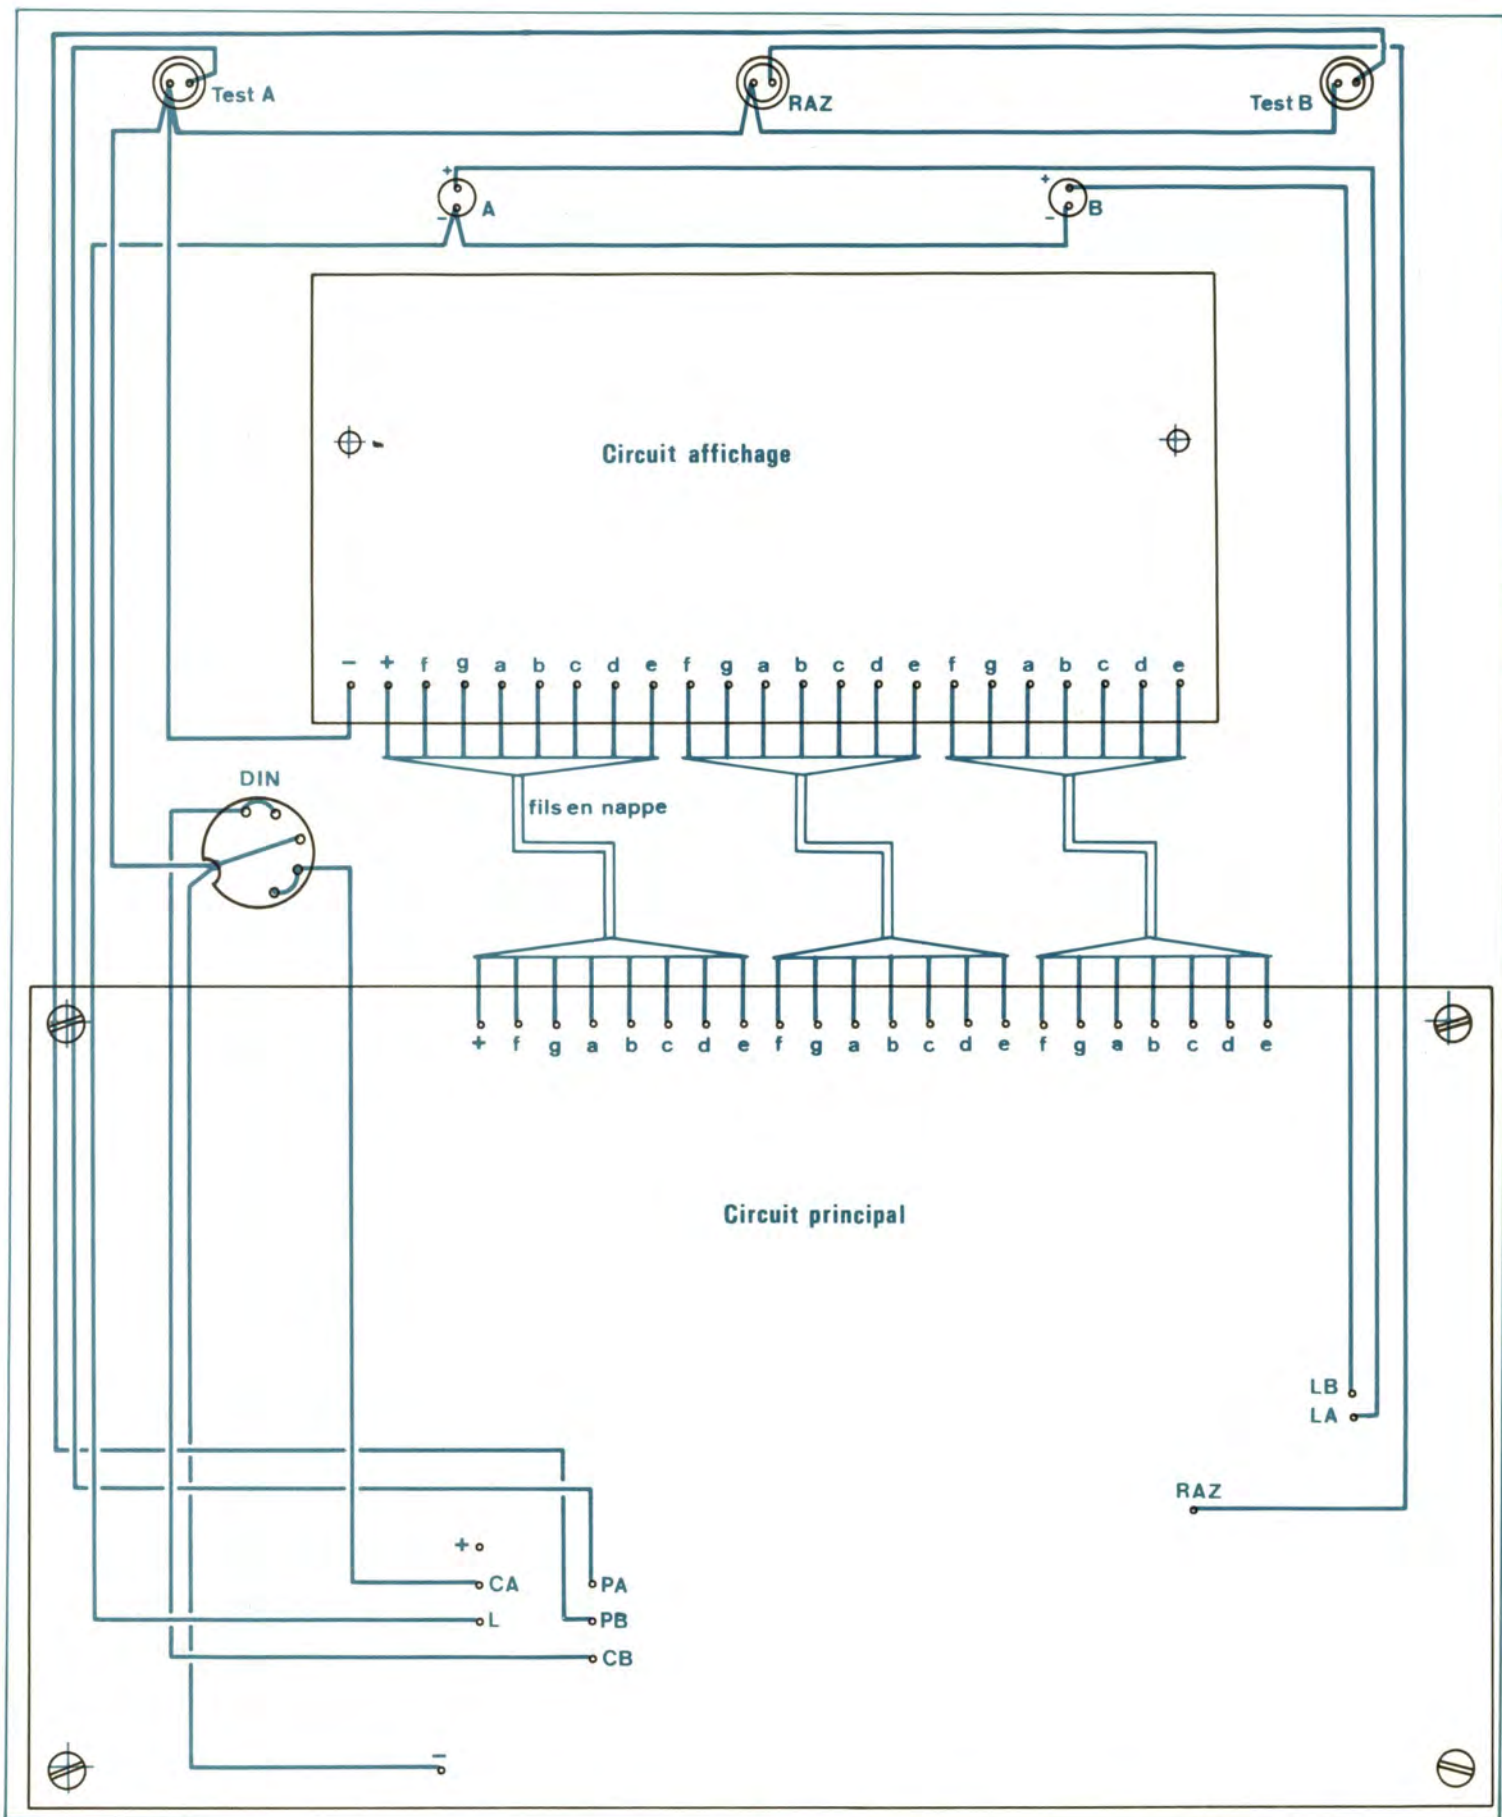 Test A
RAZ
Test B
+
A
+
B
-
-
Circuit affichage
- + f g a b c d e f g a b c d e f g a b c d e
DIN
fils en nappe
+ f g a b c d e f g a b c d e f g a b c d e
Circuit principal
LB
LA
RAZ
+
CA
PA
L
PB
CB
-